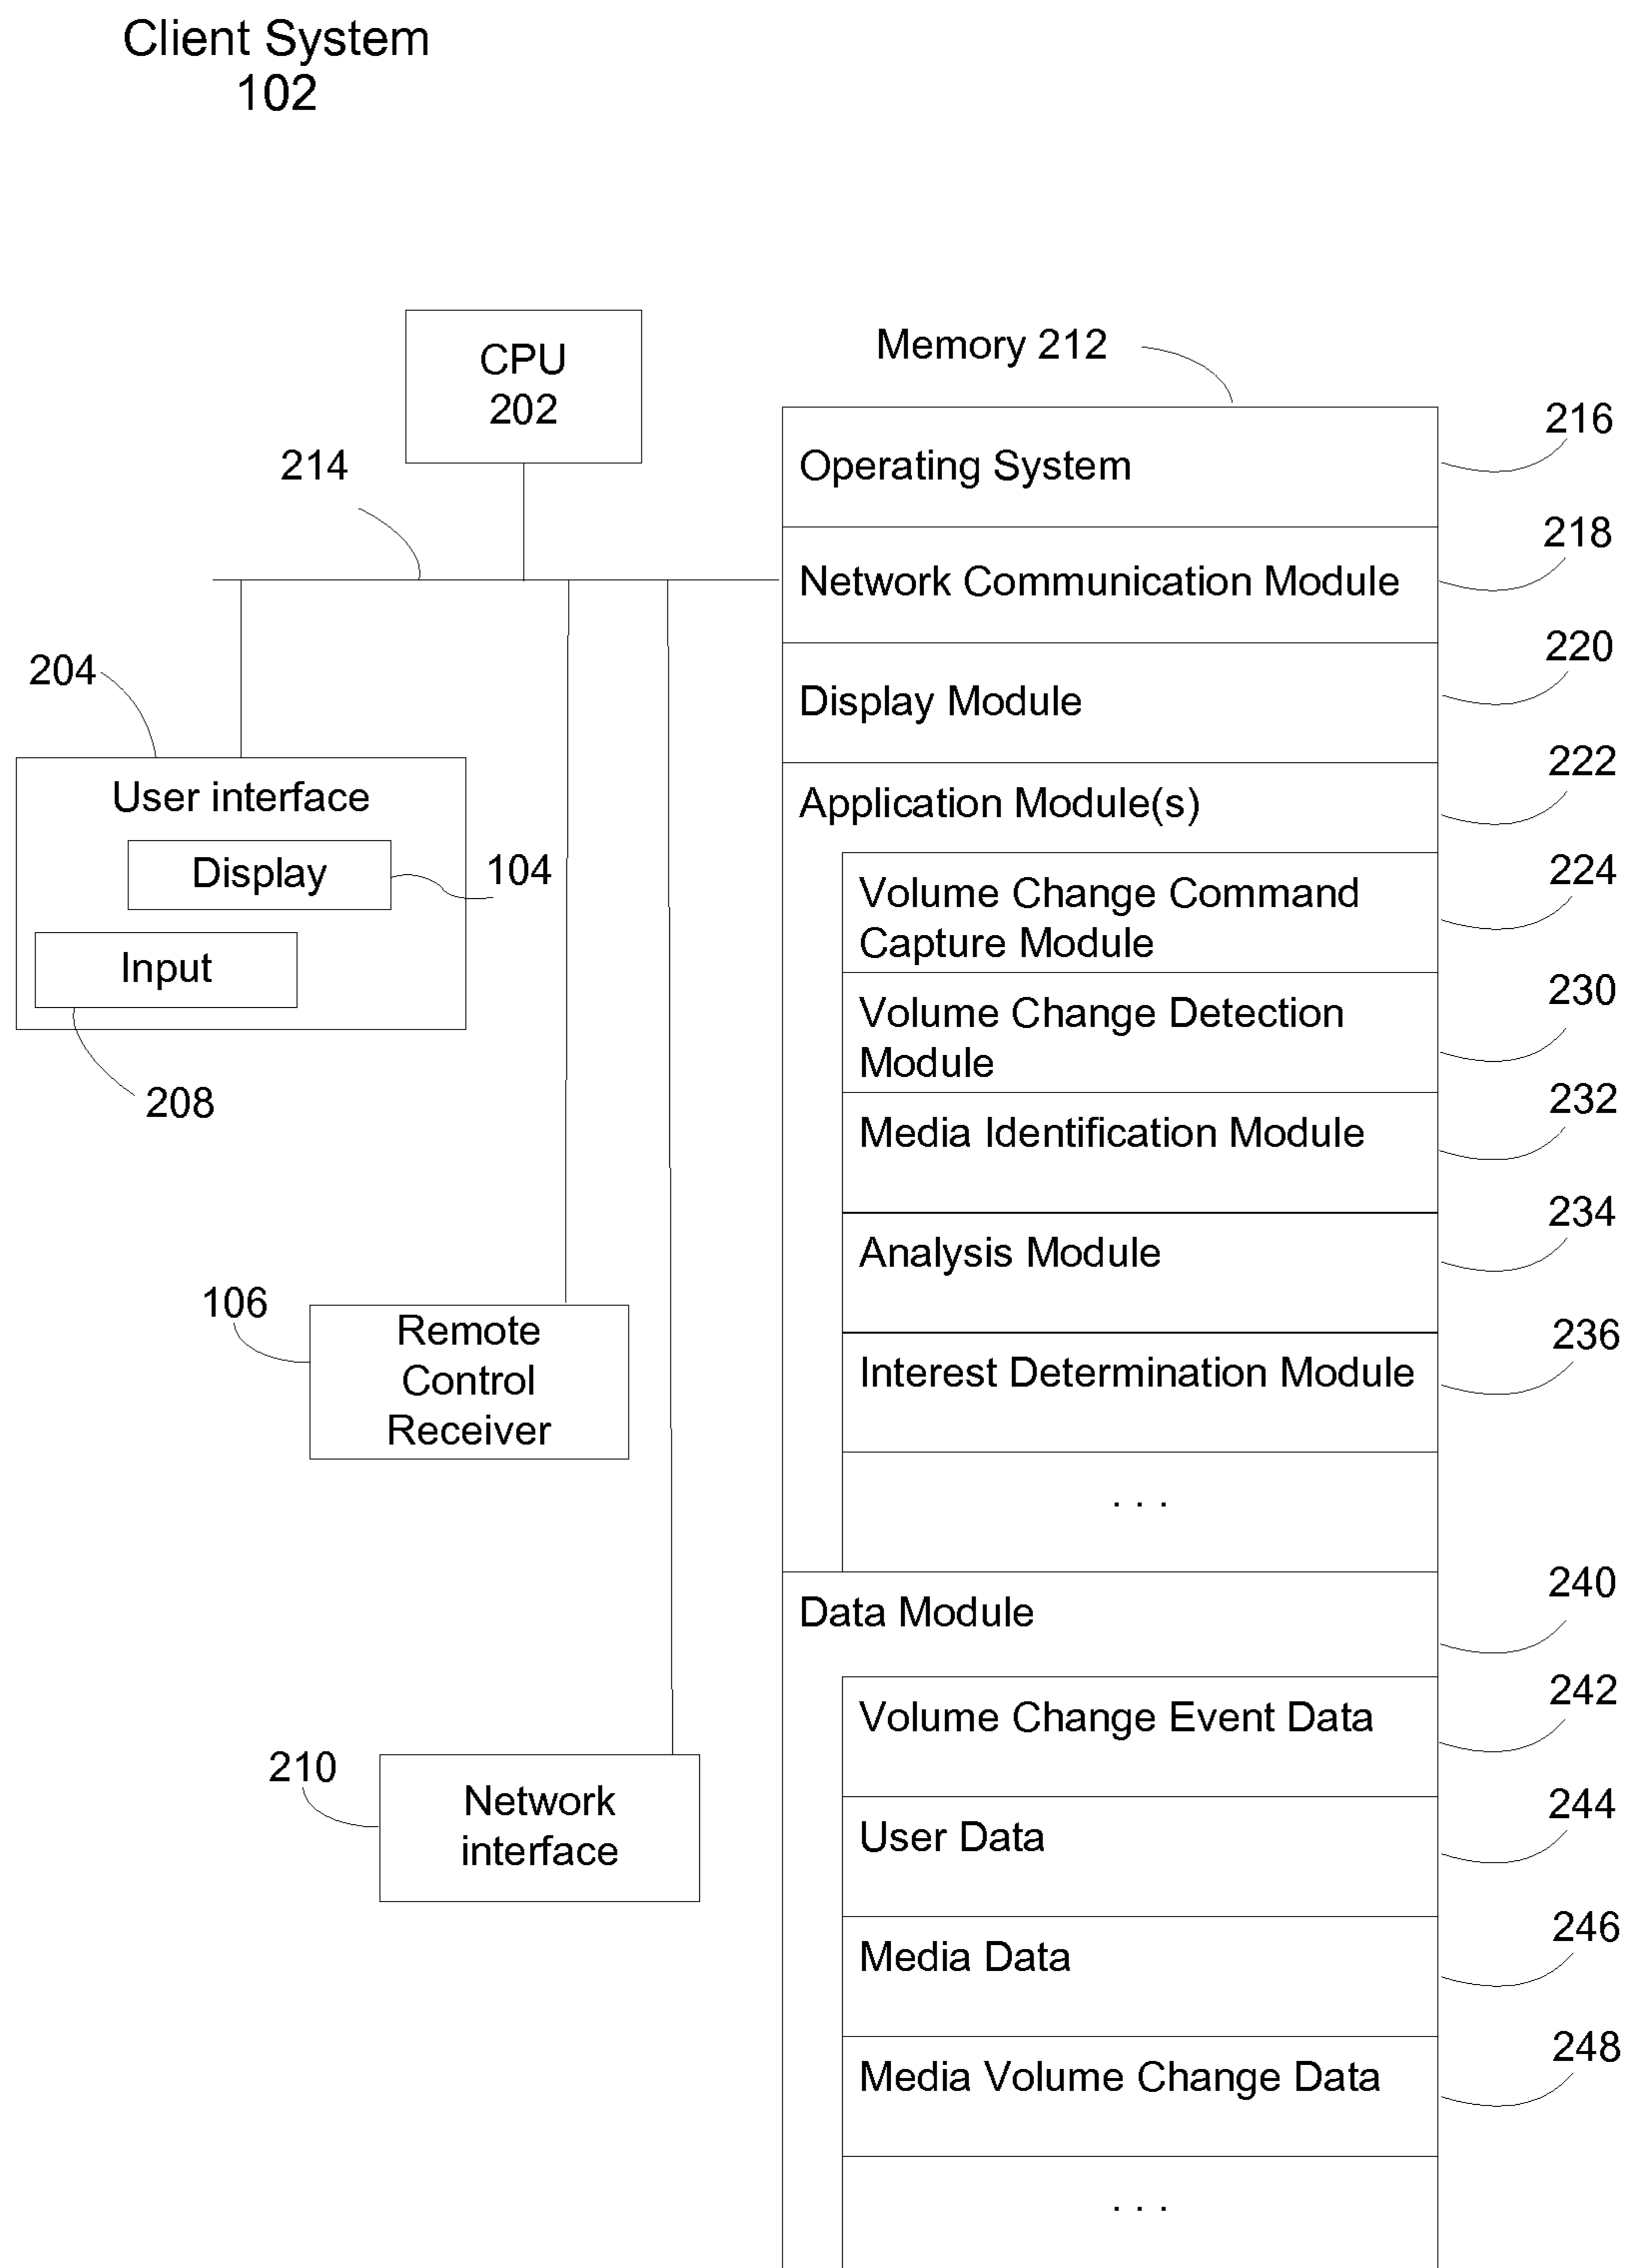 Client System
102
CPU
202
214
204
User interface
Display
104
Input
208
106
Remote
Control
Receiver
210
Network
interface
Memory 212
Operating System
216
Network Communication Module
218
Display Module
220
Application Module(s)
222
Volume Change Command
Capture Module
224
Volume Change Detection
Module
230
Media Identification Module
232
Analysis Module
234
Interest Determination Module
236
. . .
Data Module
240
Volume Change Event Data
242
User Data
244
Media Data
246
Media Volume Change Data
248
. . .